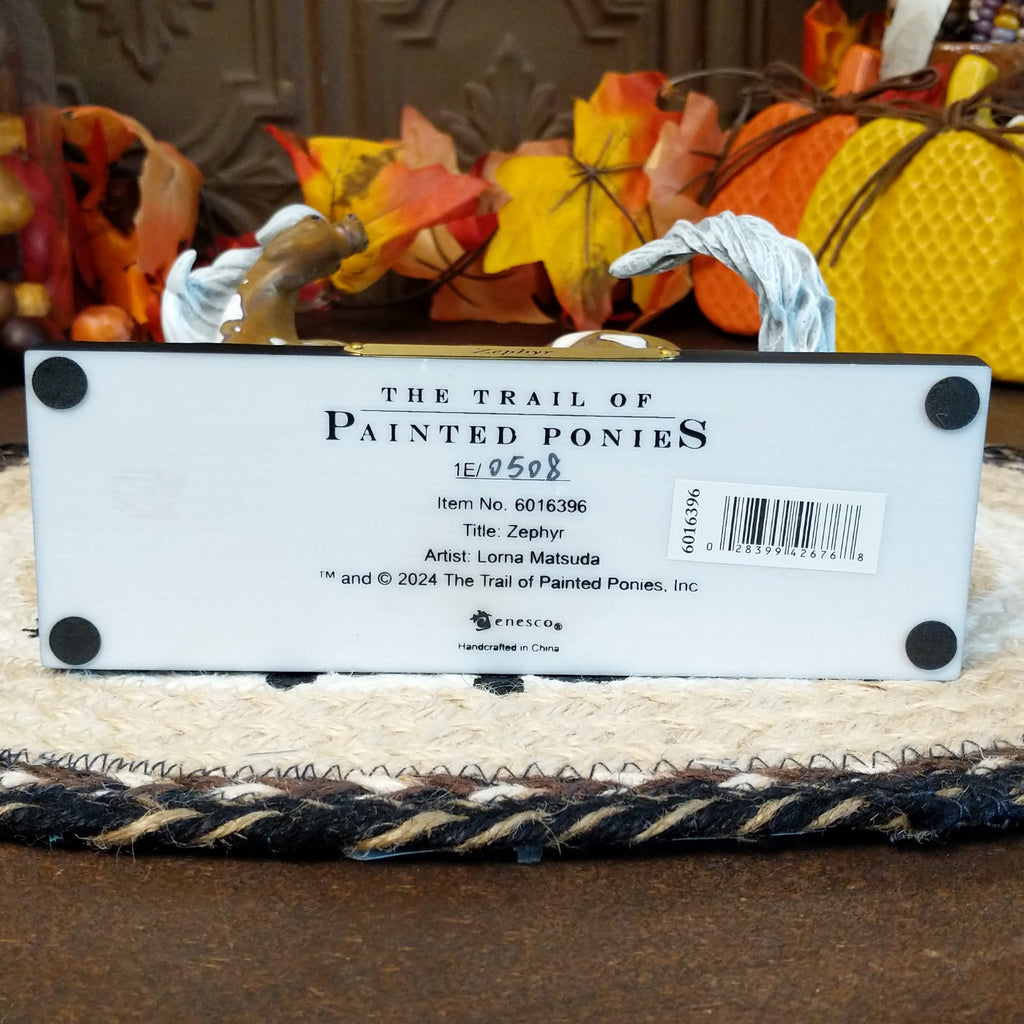 Zephyr
THE TRAIL OF
PAINTED PONIES
1E/0508
Item No. 6016396
Title: Zephyr
Artist: Lorna Matsuda
™ and © 2024 The Trail of Painted Ponies, Inc
enesco®
Handcrafted in China
6016396
0 28399 42676 8